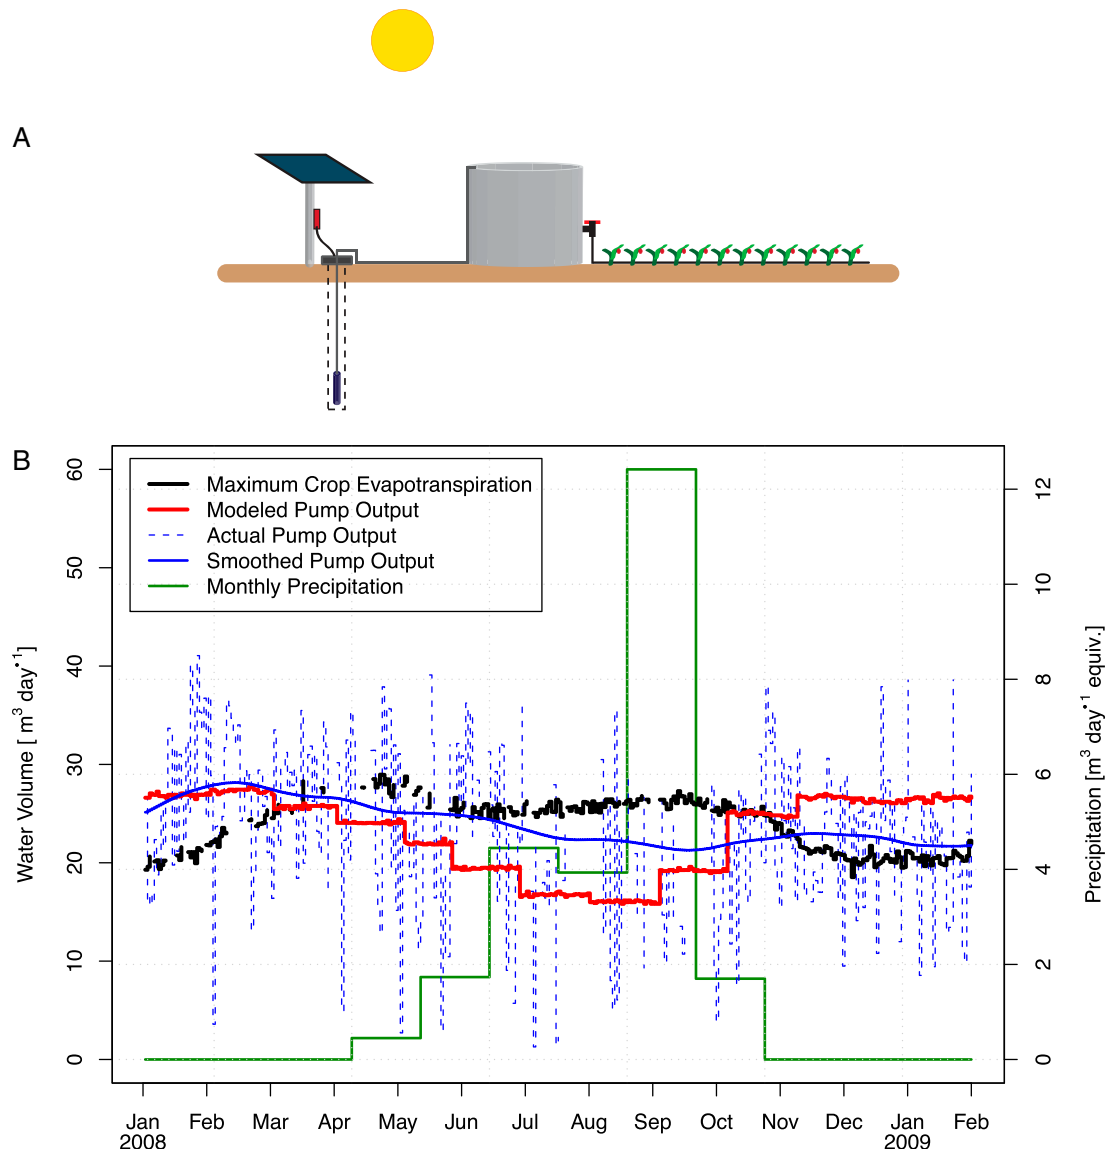 A
B
Maximum Crop Evapotranspiration
Modeled Pump Output
Actual Pump Output
Smoothed Pump Output
Monthly Precipitation
Water Volume [ m³ day•⁻¹]
60
50
40
30
20
10
0
Precipitation [m³ day•⁻¹ equiv.]
12
10
8
6
4
2
0
Jan Feb Mar Apr May Jun Jul Aug Sep Oct Nov Dec Jan Feb
2008 2009